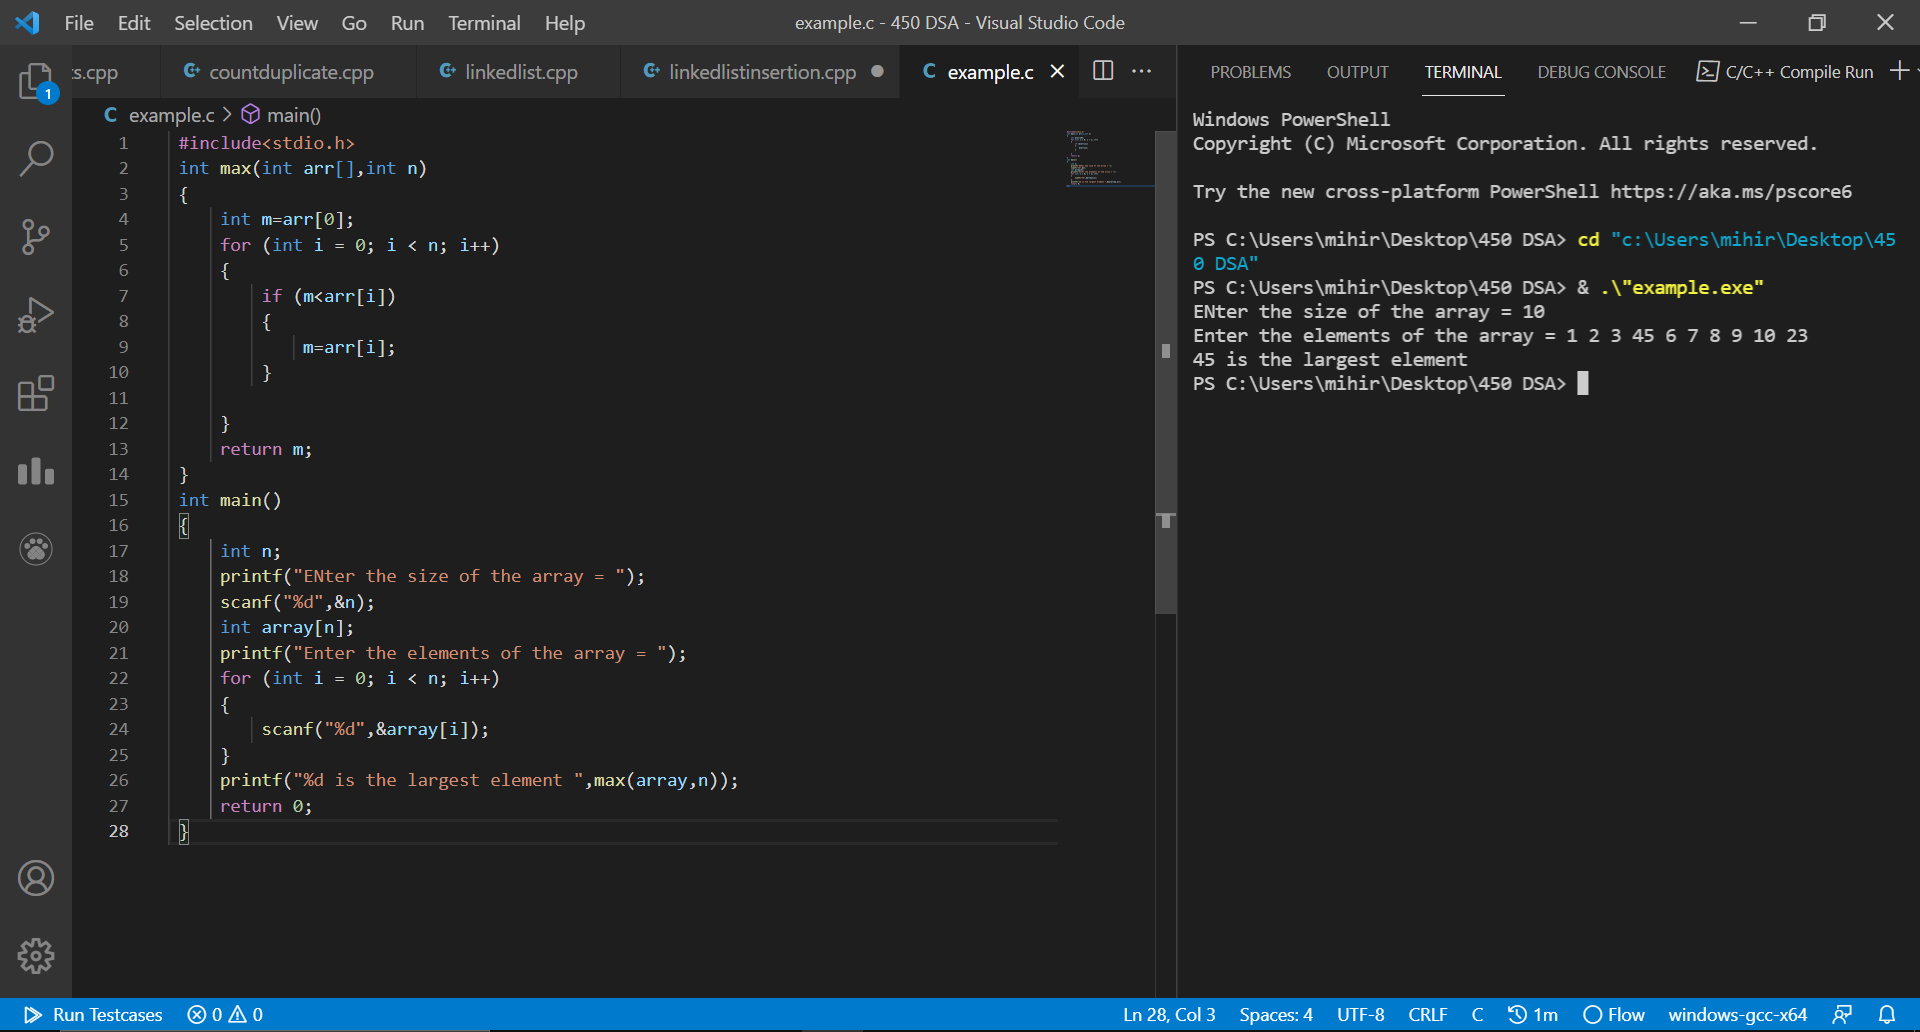 File Edit Selection View Go Run Terminal Help example.c - 450 DSA - Visual Studio Code
s.cpp countduplicate.cpp linkedlist.cpp linkedlistinsertion.cpp C example.c
1
C example.c > main()
1 #include<stdio.h>
2 int max(int arr[],int n)
3 {
4 int m=arr[0];
5 for (int i = 0; i < n; i++)
6 {
7 if (m<arr[i])
8 {
9 m=arr[i];
10 }
11
12 }
13 return m;
14 }
15 int main()
16 {
17 int n;
18 printf("ENter the size of the array = ");
19 scanf("%d",&n);
20 int array[n];
21 printf("Enter the elements of the array = ");
22 for (int i = 0; i < n; i++)
23 {
24 scanf("%d",&array[i]);
25 }
26 printf("%d is the largest element ",max(array,n));
27 return 0;
28 }
PROBLEMS OUTPUT TERMINAL DEBUG CONSOLE C/C++ Compile Run
Windows PowerShell
Copyright (C) Microsoft Corporation. All rights reserved.
Try the new cross-platform PowerShell https://aka.ms/pscore6
PS C:\Users\mihir\Desktop\450 DSA> cd "c:\Users\mihir\Desktop\45
0 DSA"
PS C:\Users\mihir\Desktop\450 DSA> & .\"example.exe"
ENter the size of the array = 10
Enter the elements of the array = 1 2 3 45 6 7 8 9 10 23
45 is the largest element
PS C:\Users\mihir\Desktop\450 DSA>
Run Testcases 0 0 Ln 28, Col 3 Spaces: 4 UTF-8 CRLF C 1m Flow windows-gcc-x64